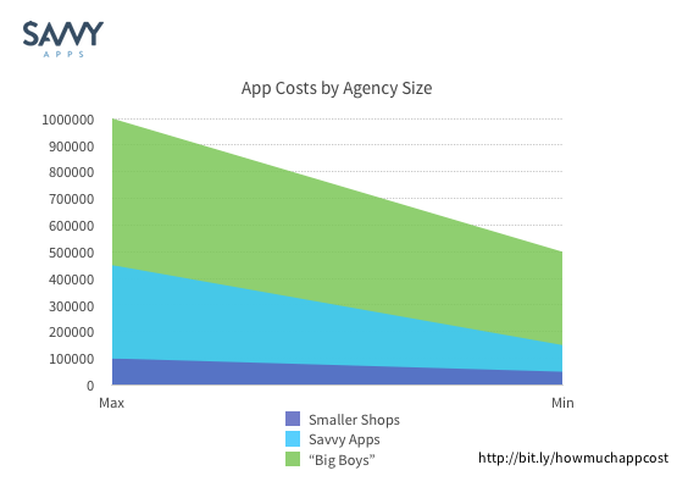 SAVVY
APPS
App Costs by Agency Size
1000000
900000
800000
700000
600000
500000
400000
300000
200000
100000
0
Max
Min
Smaller Shops
Savvy Apps
“Big Boys”
http://bit.ly/howmuchappcost